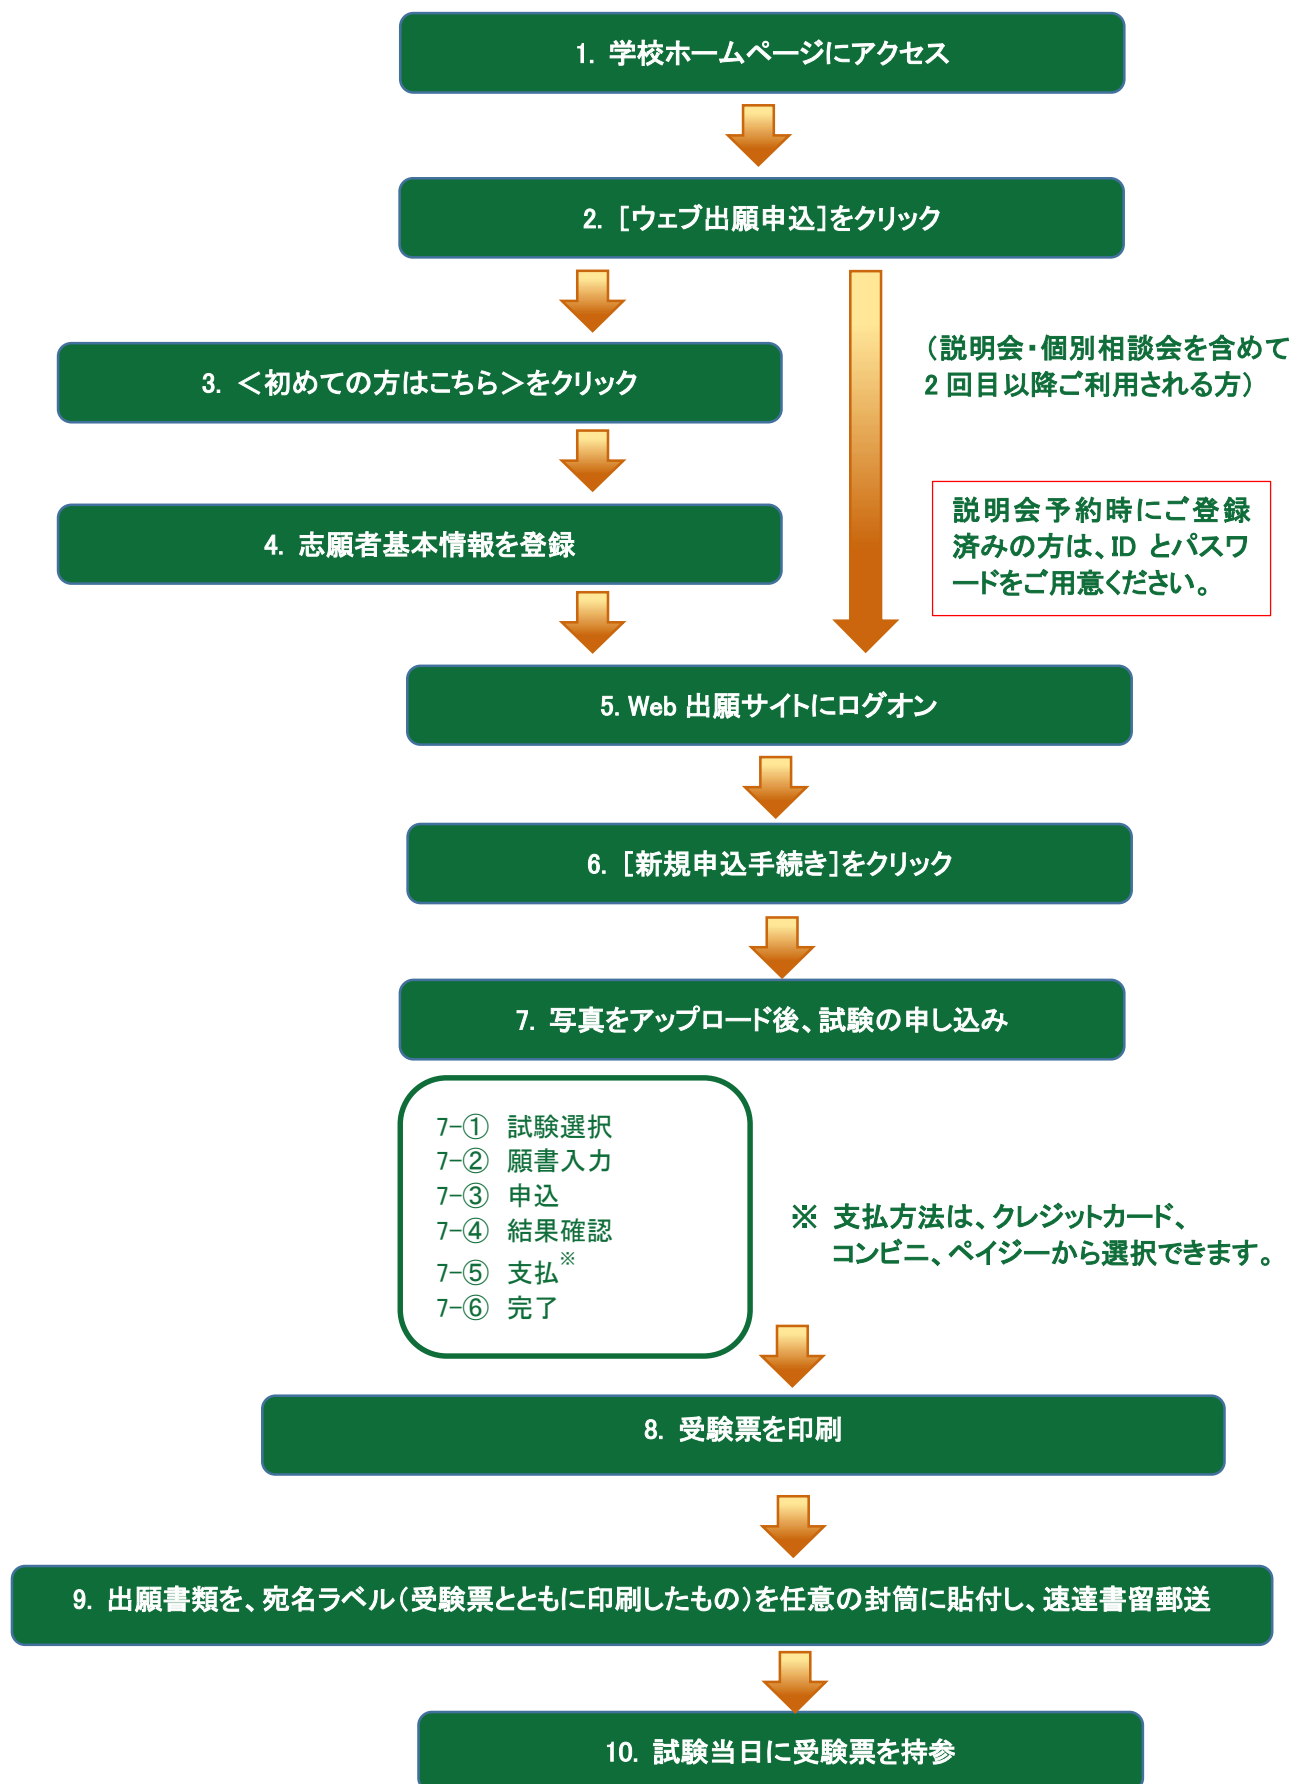 1. 学校ホームページにアクセス
2. [ウェブ出願申込]をクリック
(説明会・個別相談会を含めて
2 回目以降ご利用される方)
3. <初めての方はこちら>をクリック
説明会予約時にご登録
済みの方は、ID とパスワ
ードをご用意ください。
4. 志願者基本情報を登録
5. Web 出願サイトにログオン
6. [新規申込手続き]をクリック
7. 写真をアップロード後、試験の申し込み
7-① 試験選択
7-② 願書入力
7-③ 申込
7-④ 結果確認
7-⑤ 支払※
7-⑥ 完了
※ 支払方法は、クレジットカード、
コンビニ、ペイジーから選択できます。
8. 受験票を印刷
9. 出願書類を、宛名ラベル(受験票とともに印刷したもの)を任意の封筒に貼付し、速達書留郵送
10. 試験当日に受験票を持参